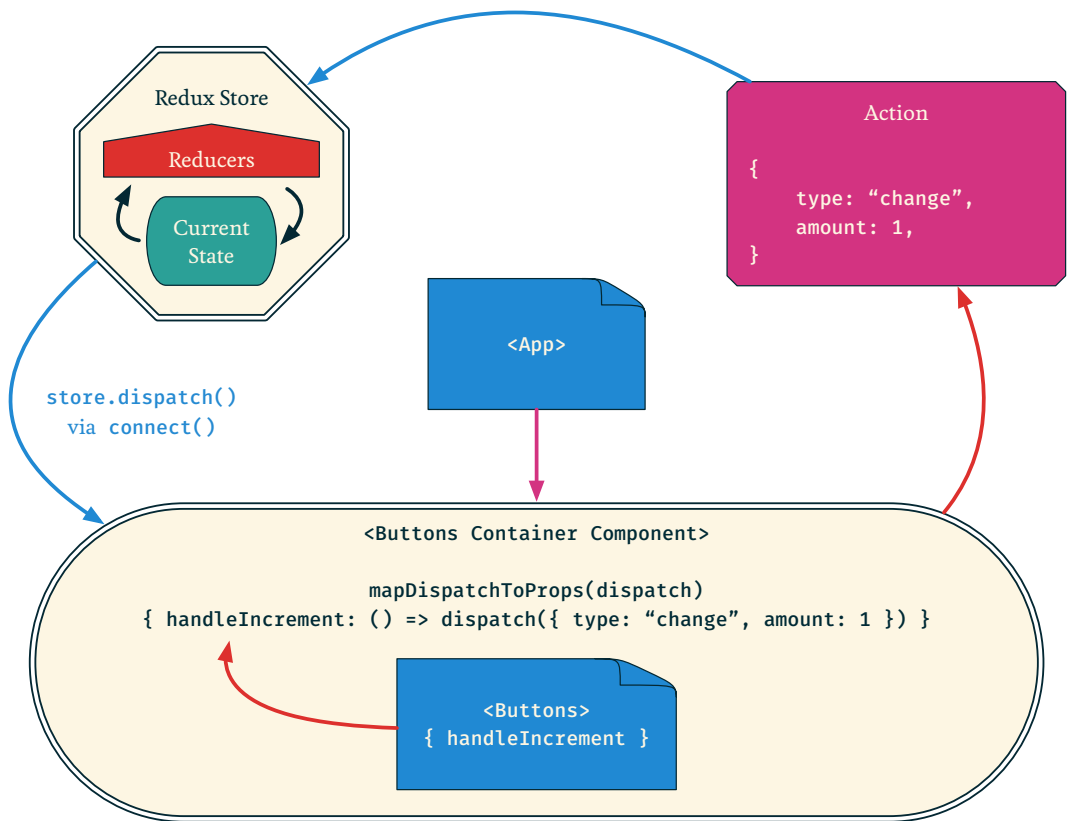 Redux Store
Reducers
Current
State
Action
{
type: “change”,
amount: 1,
}
<App>
store.dispatch()
via connect()
<Buttons Container Component>
mapDispatchToProps(dispatch)
{ handleIncrement: () => dispatch({ type: “change”, amount: 1 }) }
<Buttons>
{ handleIncrement }